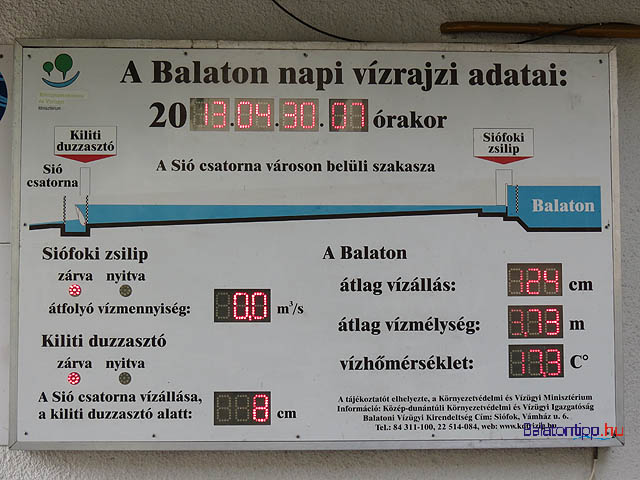 A Balaton napi vízrajzi adatai:
2013.04.30.07 órakor
Kiliti
duzzasztó
Siófoki
zsilip
Sió
csatorna
A Sió csatorna városon belüli szakasza
Balaton
Siófoki zsilip
zárva nyitva
átfolyó vízmennyiség: 0.0 m³/s
Kiliti duzzasztó
zárva nyitva
A Sió csatorna vízállása,
a kiliti duzzasztó alatt: 8 cm
A Balaton
átlag vízállás: 124 cm
átlag vízmélység: 3.73 m
vízhőmérséklet: 17.3 C°
A tájékoztatót elhelyezte, a Környezetvédelmi és Vízügyi Minisztérium
Információ: Közép-dunántúli Környezetvédelmi és Vízügyi Igazgatóság
Balatoni Vízügyi Kirendeltség Cím: Siófok, Vámház u. 6.
Tel.: 84 311-100, 22 514-084, web:
Balatontipp.hu